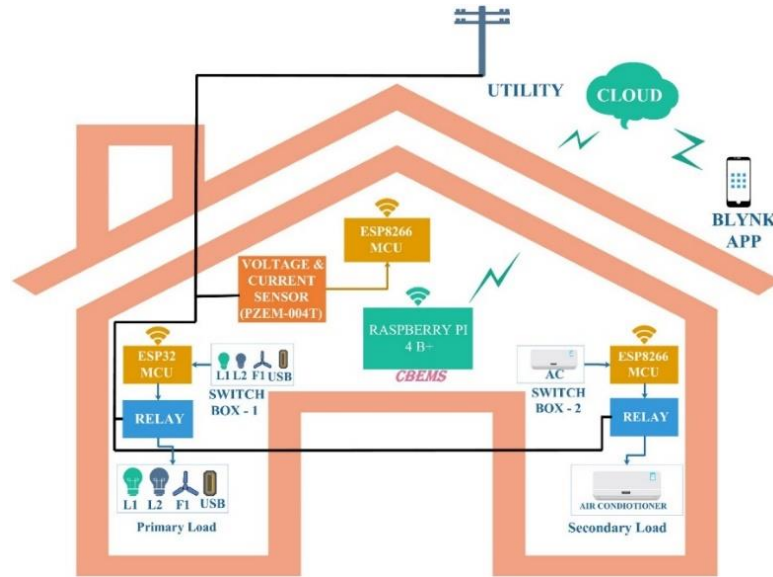 UTILITY
CLOUD
BLYNK
APP
ESP8266
MCU
VOLTAGE &
CURRENT
SENSOR
(PZEM-004T)
RASPBERRY PI
4 B+
CBEMS
ESP32
MCU
L1 L2 F1 USB
SWITCH
BOX - 1
RELAY
L1 L2 F1 USB
Primary Load
AC
SWITCH
BOX - 2
ESP8266
MCU
RELAY
AIR CONDIOTIONER
Secondary Load